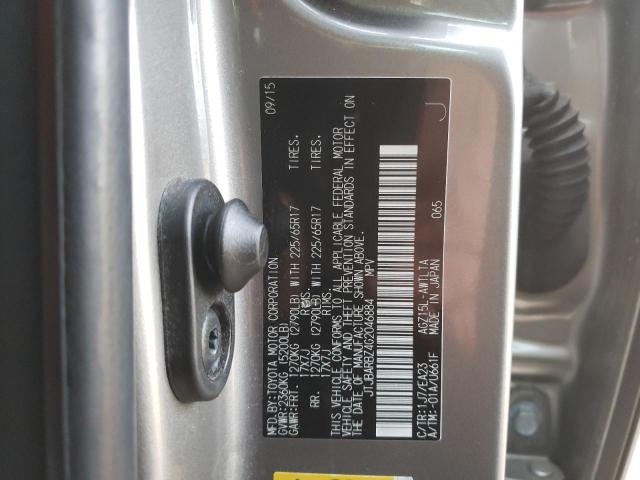 MFD.BY:TOYOTA MOTOR CORPORATION 09/15
GVWR:2360KG (5200LB)
GAWR:FRT. 1270KG (2790LB) WITH 225/65R17 TIRES.
17X7J RIMS.
RR. 1270KG (2790LB) WITH 225/65R17 TIRES.
17X7J RIMS.
THIS VEHICLE CONFORMS TO ALL APPLICABLE FEDERAL MOTOR
VEHICLE SAFETY AND THEFT PREVENTION STANDARDS IN EFFECT ON
THE DATE OF MANUFACTURE SHOWN ABOVE.
JTJBARBZ4G2046884 MPV
C/TR:1J7/EA23 AGZ15L-AWTLTA 065 J
A/TM:-01A/U661F MADE IN JAPAN